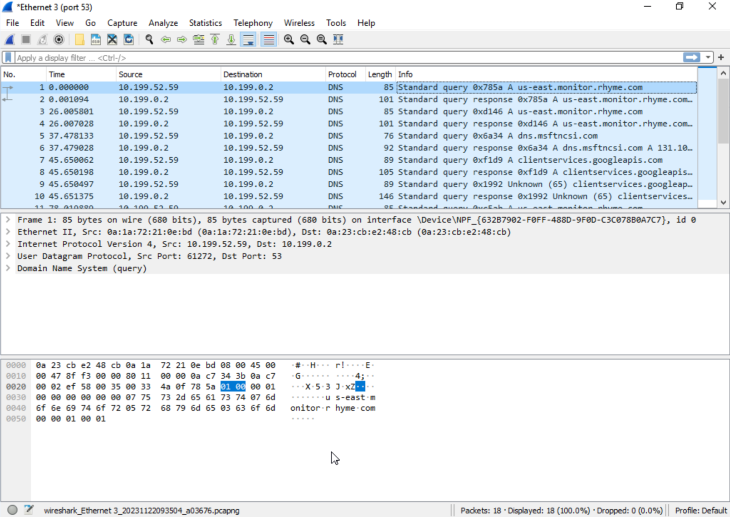 *Ethernet 3 (port 53)
File Edit View Go Capture Analyze Statistics Telephony Wireless Tools Help
Apply a display filter ... <Ctrl-/>
No. Time Source Destination Protocol Length Info
1 0.000000 10.199.52.59 10.199.0.2 DNS 85 Standard query 0x785a A us-east.monitor.rhyme.com
2 0.001094 10.199.0.2 10.199.52.59 DNS 101 Standard query response 0x785a A us-east.monitor.rhyme.com…
3 26.005801 10.199.52.59 10.199.0.2 DNS 85 Standard query 0xd146 A us-east.monitor.rhyme.com
4 26.007028 10.199.0.2 10.199.52.59 DNS 101 Standard query response 0xd146 A us-east.monitor.rhyme.com…
5 37.478133 10.199.52.59 10.199.0.2 DNS 76 Standard query 0x6a34 A dns.msftncsi.com
6 37.479028 10.199.0.2 10.199.52.59 DNS 92 Standard query response 0x6a34 A dns.msftncsi.com A 131.10…
7 45.650062 10.199.52.59 10.199.0.2 DNS 89 Standard query 0xf1d9 A clientservices.googleapis.com
8 45.650198 10.199.0.2 10.199.52.59 DNS 105 Standard query response 0xf1d9 A clientservices.googleapis…
9 45.650497 10.199.52.59 10.199.0.2 DNS 89 Standard query 0x1992 Unknown (65) clientservices.googleap…
10 45.651375 10.199.0.2 10.199.52.59 DNS 146 Standard query response 0x1992 Unknown (65) clientservice…
Frame 1: 85 bytes on wire (680 bits), 85 bytes captured (680 bits) on interface \Device\NPF_{632B7902-F0FF-488D-9F0D-C3C078B0A7C7}, id 0
Ethernet II, Src: 0a:1a:72:21:0e:bd (0a:1a:72:21:0e:bd), Dst: 0a:23:cb:e2:48:cb (0a:23:cb:e2:48:cb)
Internet Protocol Version 4, Src: 10.199.52.59, Dst: 10.199.0.2
User Datagram Protocol, Src Port: 61272, Dst Port: 53
Domain Name System (query)
0000 0a 23 cb e2 48 cb 0a 1a 72 21 0e bd 08 00 45 00 ·#··H··· r!····E·
0010 00 47 8f f3 00 00 80 11 00 00 0a c7 34 3b 0a c7 ·G······ ····4;··
0020 00 02 ef 58 00 35 00 33 4a 0f 78 5a 01 00 00 01 ···X·5·3 J·xZ····
0030 00 00 00 00 00 00 07 75 73 2d 65 61 73 74 07 6d ·······u s-east·m
0040 6f 6e 69 74 6f 72 05 72 68 79 6d 65 03 63 6f 6d onitor·r hyme·com
0050 00 00 01 00 01 ·····
wireshark_Ethernet 3_20231122093504_a03676.pcapng Packets: 18 · Displayed: 18 (100.0%) · Dropped: 0 (0.0%) Profile: Default